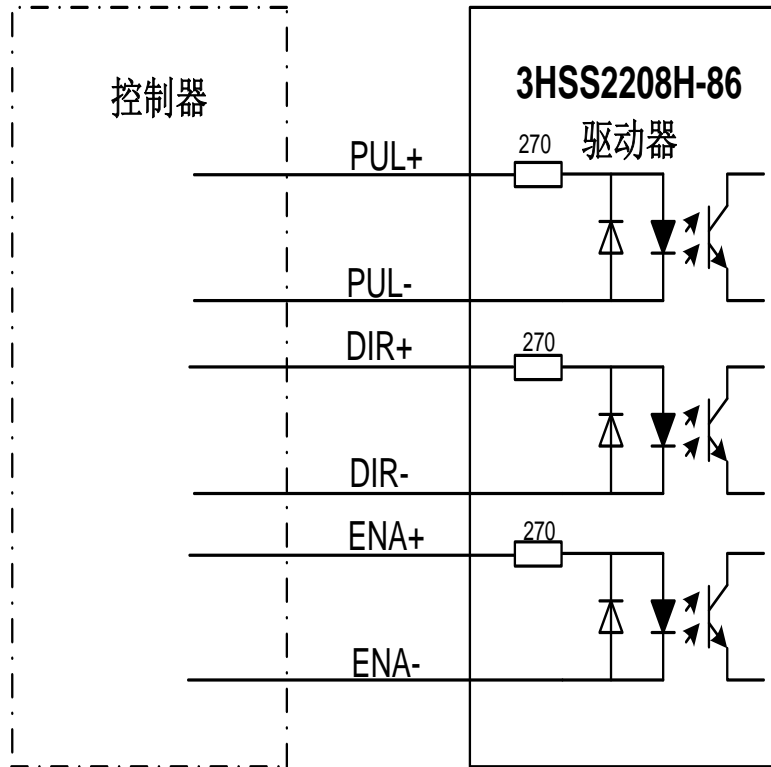 控制器
3HSS2208H-86
驱动器
PUL+
270
PUL-
DIR+
270
DIR-
ENA+
270
ENA-